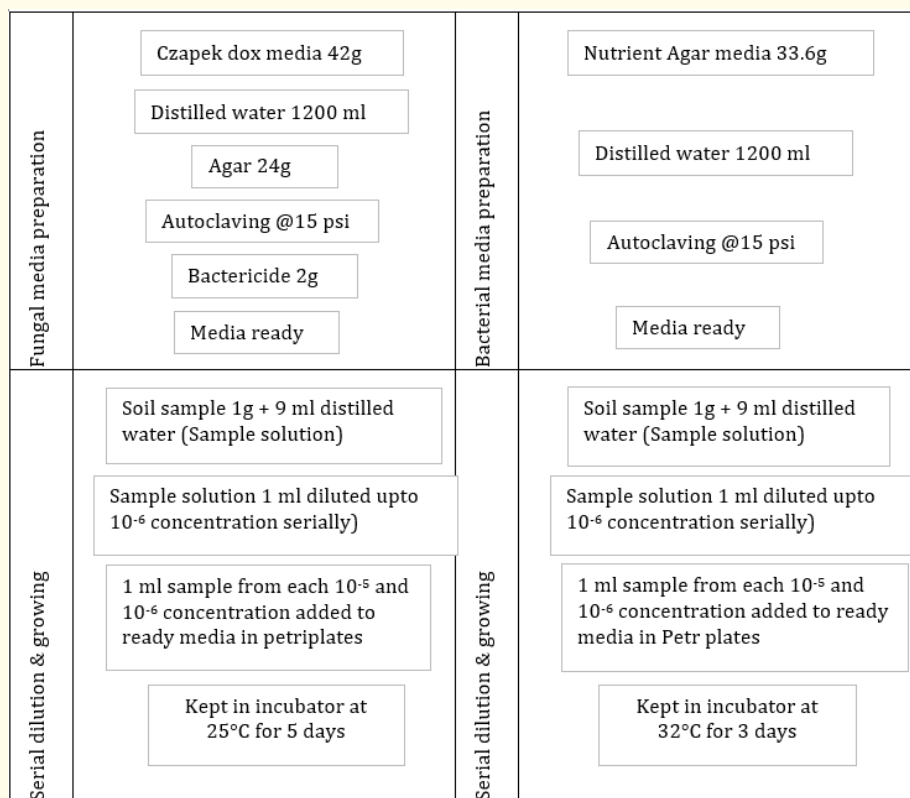 Fungal media preparation
Czapek dox media 42g
Distilled water 1200 ml
Agar 24g
Autoclaving @15 psi
Bactericide 2g
Media ready
Bacterial media preparation
Nutrient Agar media 33.6g
Distilled water 1200 ml
Autoclaving @15 psi
Media ready
Serial dilution & growing
Soil sample 1g + 9 ml distilled
water (Sample solution)
Sample solution 1 ml diluted upto
10⁻⁶ concentration serially)
1 ml sample from each 10⁻⁵ and
10⁻⁶ concentration added to
ready media in petriplates
Kept in incubator at
25°C for 5 days
Serial dilution & growing
Soil sample 1g + 9 ml distilled
water (Sample solution)
Sample solution 1 ml diluted upto
10⁻⁶ concentration serially)
1 ml sample from each 10⁻⁵ and
10⁻⁶ concentration added to ready
media in Petr plates
Kept in incubator at
32°C for 3 days